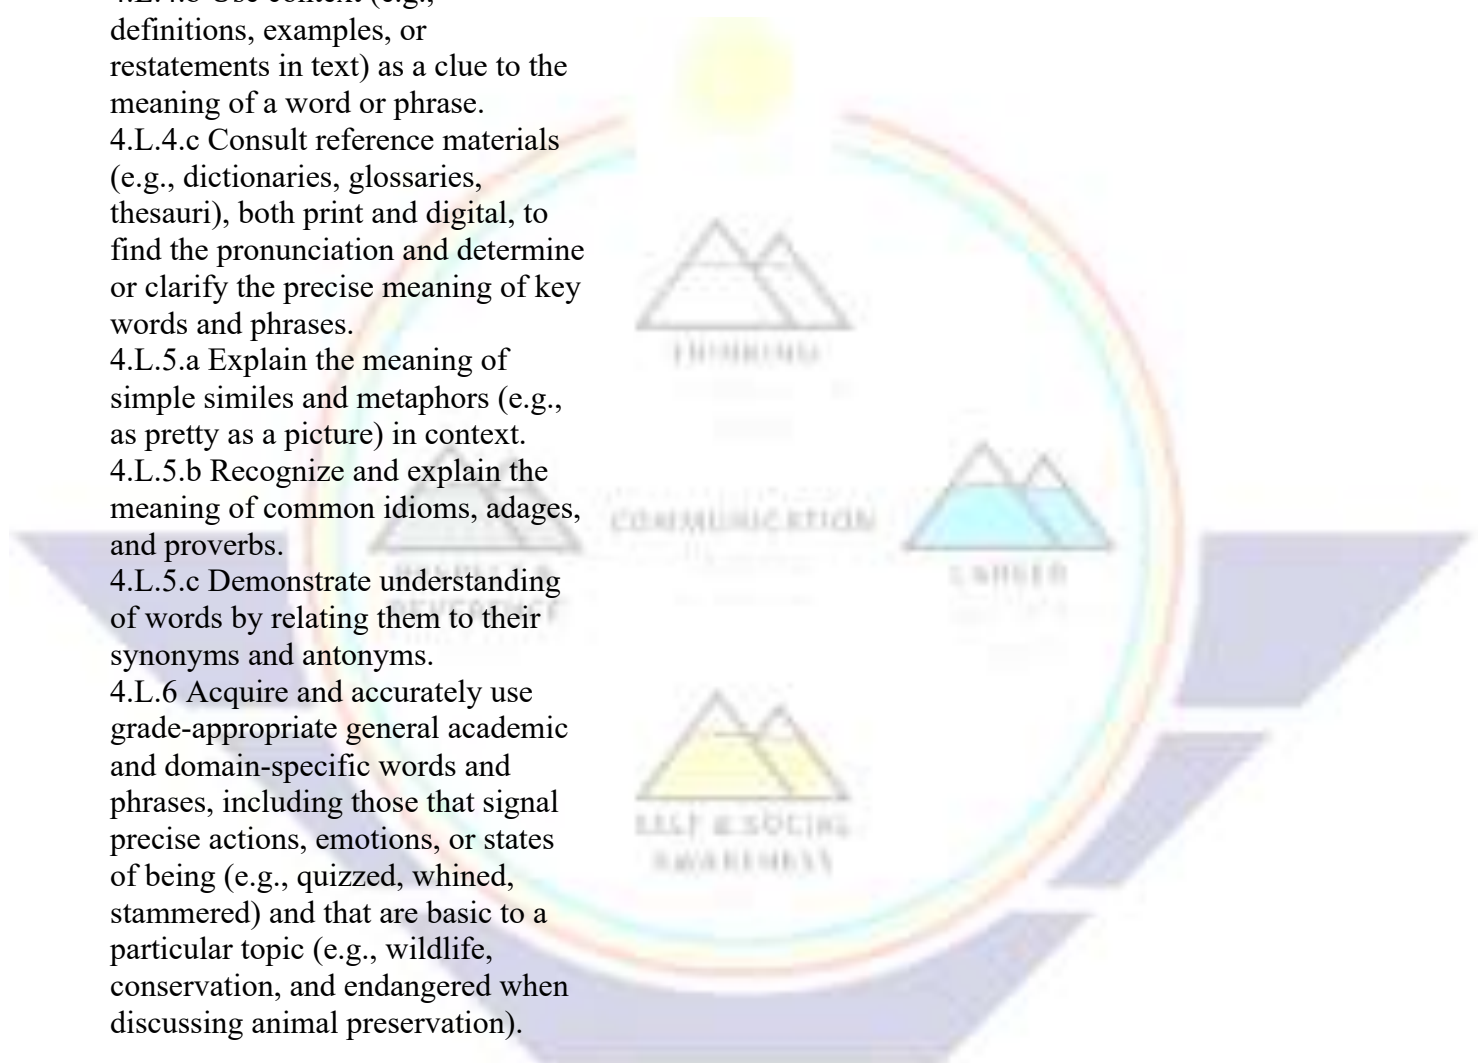 4.L.4.b Use context (e.g.,
definitions, examples, or
restatements in text) as a clue to the
meaning of a word or phrase.
4.L.4.c Consult reference materials
(e.g., dictionaries, glossaries,
thesauri), both print and digital, to
find the pronunciation and determine
or clarify the precise meaning of key
words and phrases.
4.L.5.a Explain the meaning of
simple similes and metaphors (e.g.,
as pretty as a picture) in context.
4.L.5.b Recognize and explain the
meaning of common idioms, adages,
and proverbs.
4.L.5.c Demonstrate understanding
of words by relating them to their
synonyms and antonyms.
4.L.6 Acquire and accurately use
grade-appropriate general academic
and domain-specific words and
phrases, including those that signal
precise actions, emotions, or states
of being (e.g., quizzed, whined,
stammered) and that are basic to a
particular topic (e.g., wildlife,
conservation, and endangered when
discussing animal preservation).
THINKING
COMMUNICATION
CAREER
SELF & SOCIAL
AWARENESS